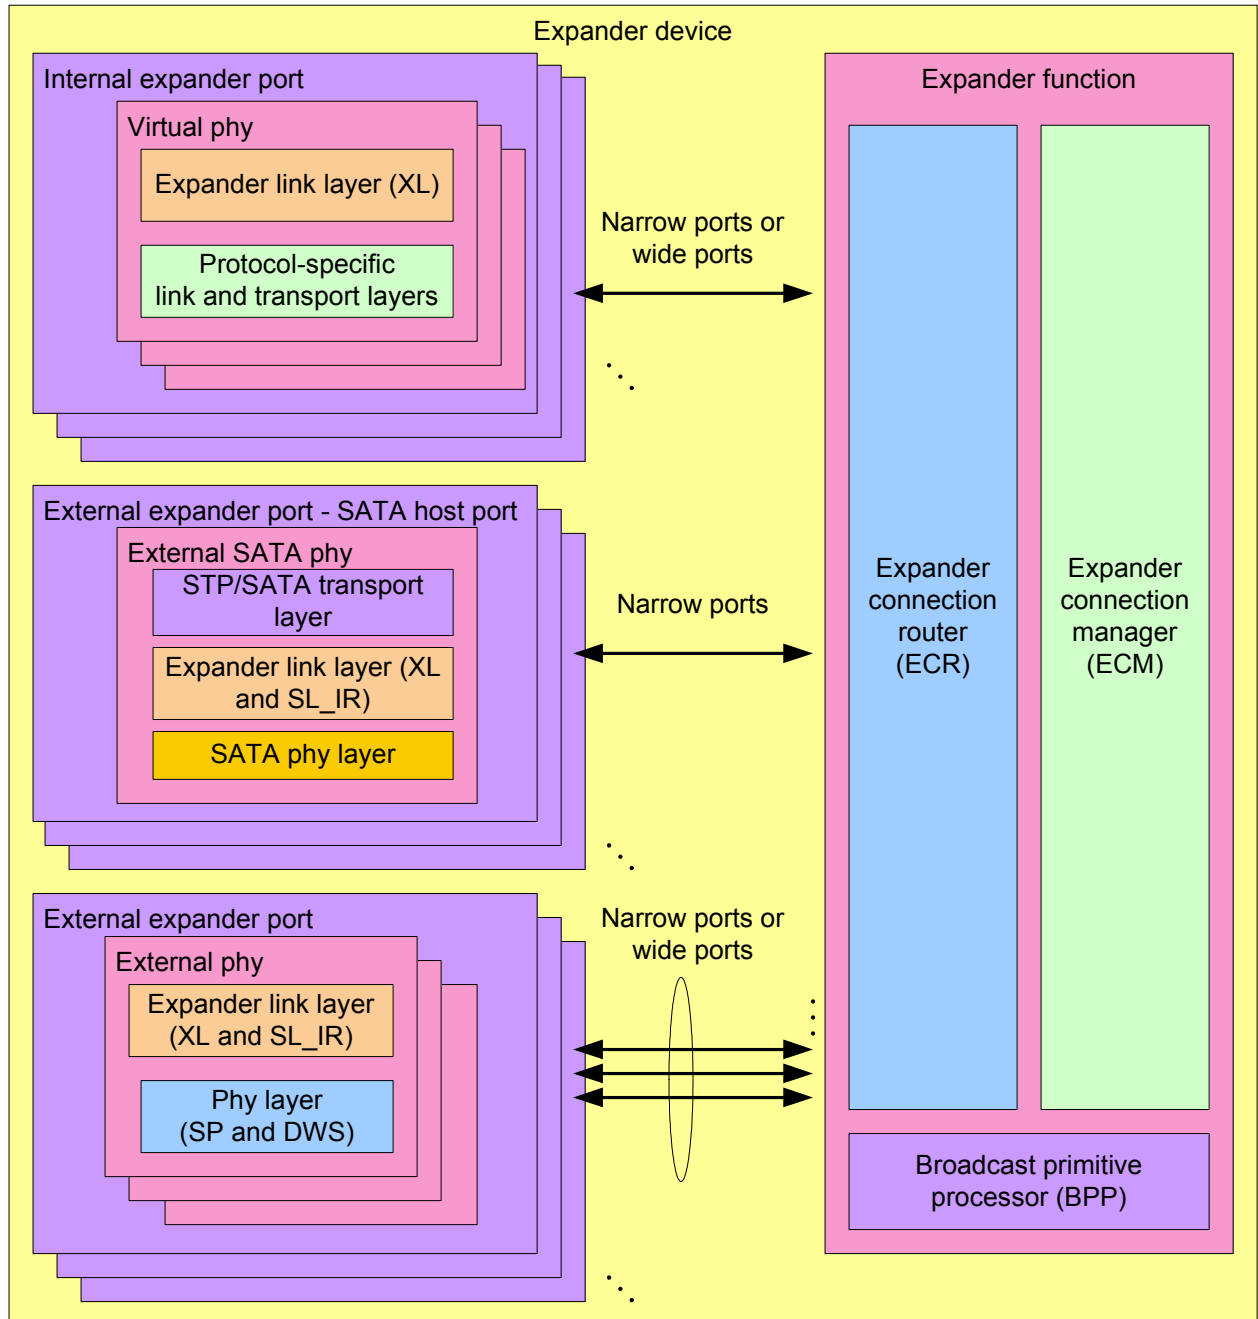 Expander device
Internal expander port
Virtual phy
Expander link layer (XL)
Protocol-specific
link and transport layers
Narrow ports or
wide ports
External expander port - SATA host port
External SATA phy
STP/SATA transport
layer
Expander link layer (XL
and SL_IR)
SATA phy layer
Narrow ports
External expander port
External phy
Expander link layer
(XL and SL_IR)
Phy layer
(SP and DWS)
Narrow ports or
wide ports
Expander function
Expander
connection
router
(ECR)
Expander
connection
manager
(ECM)
Broadcast primitive
processor (BPP)